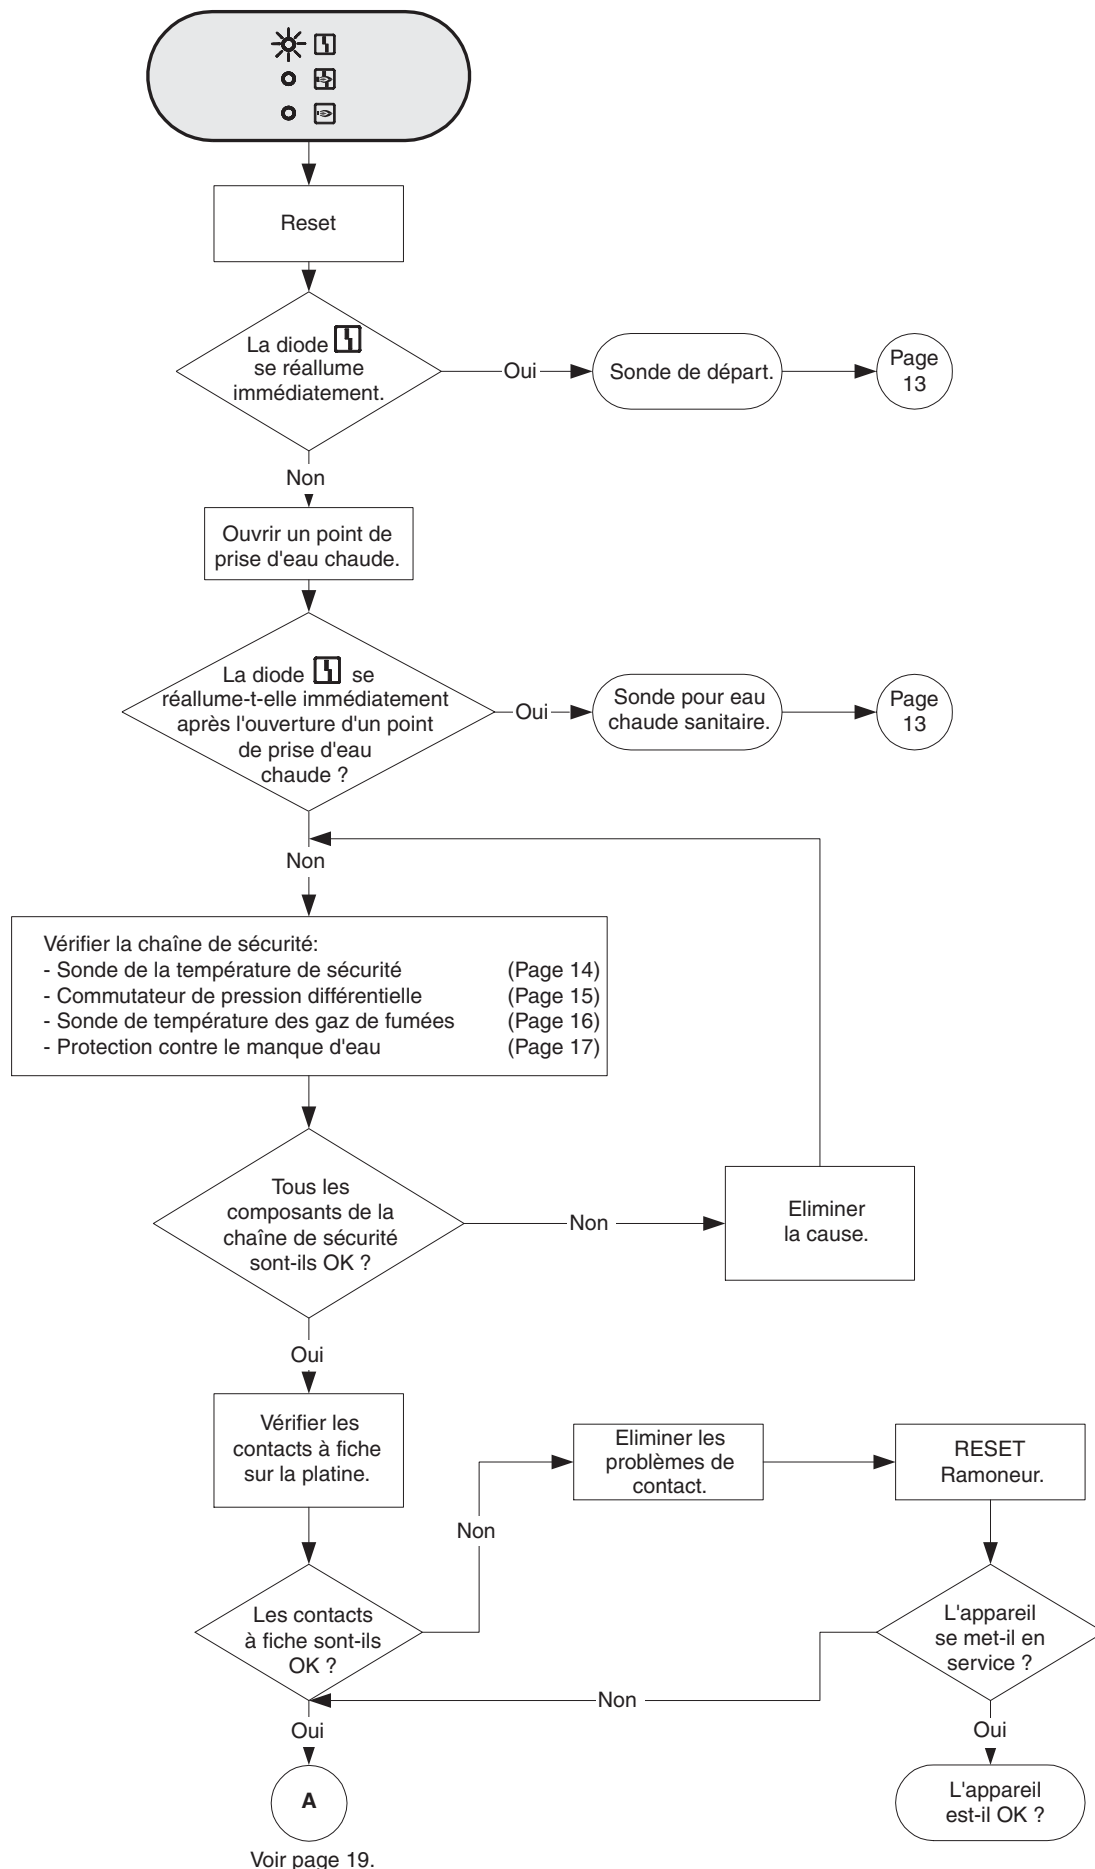 Reset
La diode
se réallume
immédiatement.
Oui
Sonde de départ.
Page
13
Non
Ouvrir un point de
prise d'eau chaude.
La diode se
réallume-t-elle immédiatement
après l'ouverture d'un point
de prise d'eau
chaude ?
Oui
Sonde pour eau
chaude sanitaire.
Page
13
Non
Vérifier la chaîne de sécurité:
- Sonde de la température de sécurité (Page 14)
- Commutateur de pression différentielle (Page 15)
- Sonde de température des gaz de fumées (Page 16)
- Protection contre le manque d'eau (Page 17)
Tous les
composants de la
chaîne de sécurité
sont-ils OK ?
Non
Eliminer
la cause.
Oui
Vérifier les
contacts à fiche
sur la platine.
Eliminer les
problèmes de
contact.
RESET
Ramoneur.
Non
Les contacts
à fiche sont-ils
OK ?
L'appareil
se met-il en
service ?
Non
Oui
Oui
A
L'appareil
est-il OK ?
Voir page 19.